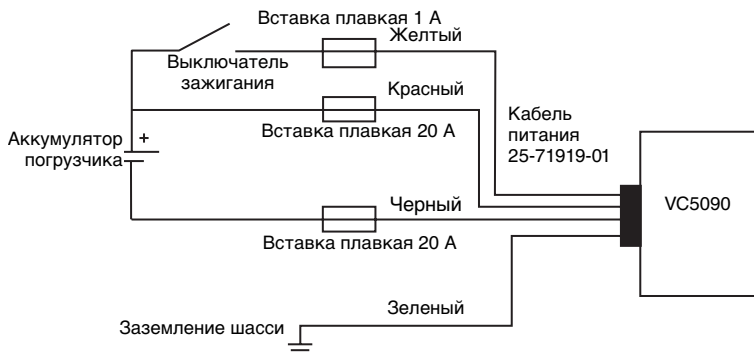 Вставка плавкая 1 А
Желтый
Выключатель
зажигания
Красный
Вставка плавкая 20 А
Кабель
питания
25-71919-01
Аккумулятор
погрузчика
+
VC5090
Черный
Вставка плавкая 20 А
Зеленый
Заземление шасси